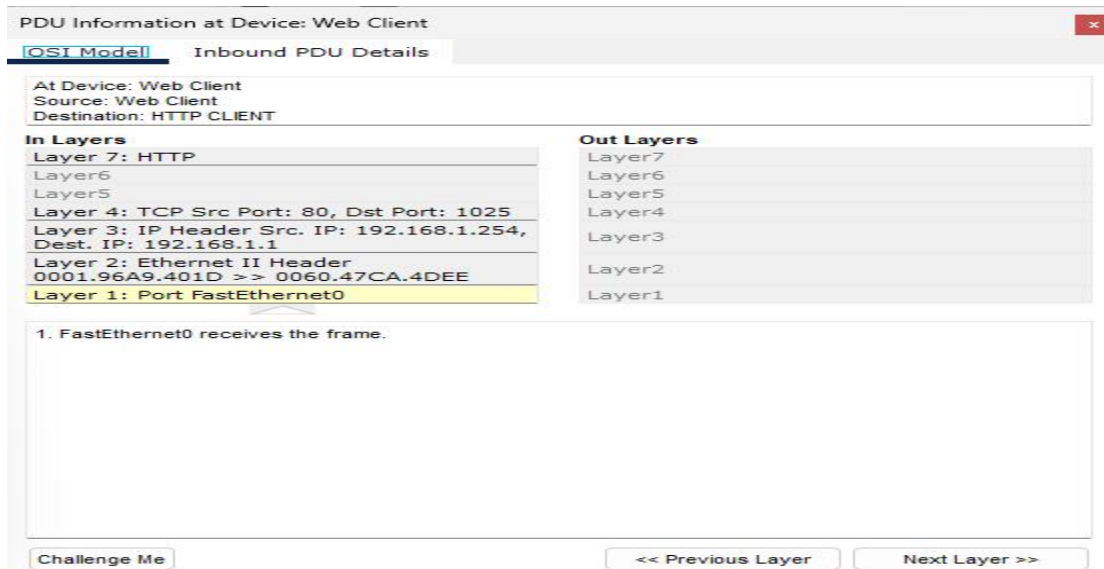 PDU Information at Device: Web Client
x
OSI Model
Inbound PDU Details
At Device: Web Client
Source: Web Client
Destination: HTTP CLIENT
In Layers
Out Layers
Layer 7: HTTP
Layer7
Layer6
Layer6
Layer5
Layer5
Layer 4: TCP Src Port: 80, Dst Port: 1025
Layer4
Layer 3: IP Header Src. IP: 192.168.1.254,
Dest. IP: 192.168.1.1
Layer3
Layer 2: Ethernet II Header
0001.96A9.401D >> 0060.47CA.4DEE
Layer2
Layer 1: Port FastEthernet0
Layer1
1. FastEthernet0 receives the frame.
Challenge Me
<< Previous Layer
Next Layer >>